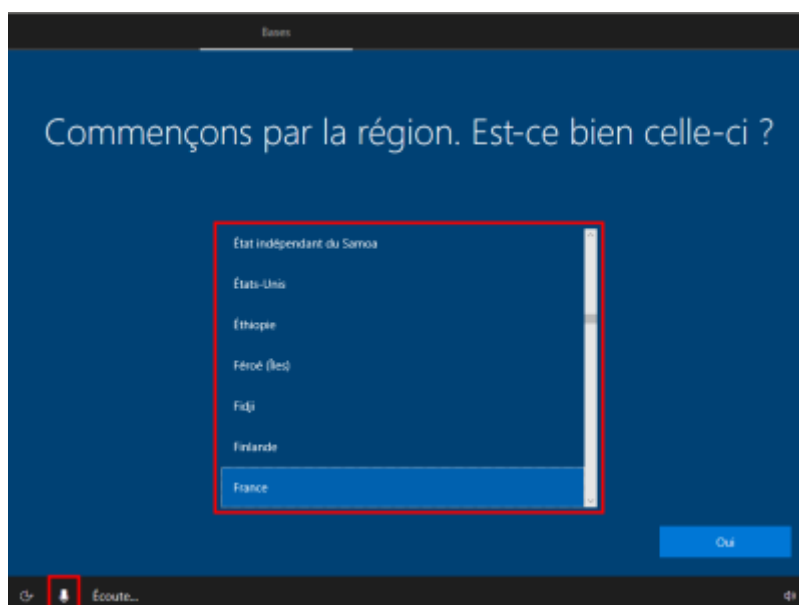 Bases
Commençons par la région. Est-ce bien celle-ci ?
État indépendant du Samoa
États-Unis
Éthiopie
Féroé (Îles)
Fidji
Finlande
France
Oui
Écoute...